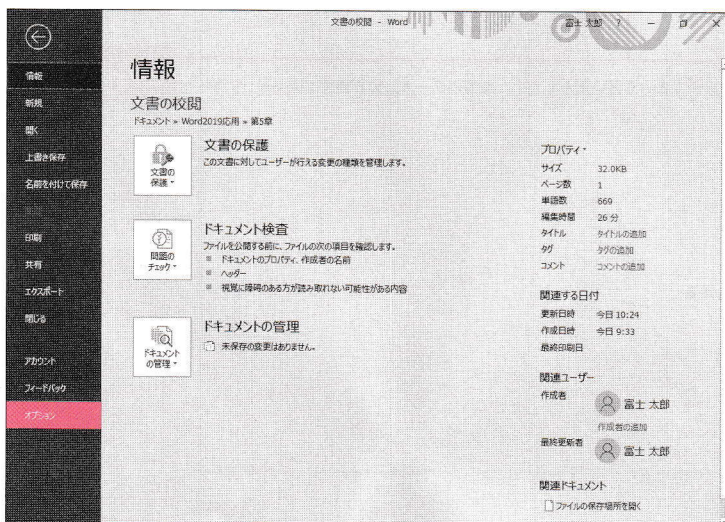 文書の校閲 - Word
富士 太郎 ? － ×
情報
新規
開く
上書き保存
名前を付けて保存
印刷
共有
エクスポート
閉じる
アカウント
フィードバック
オプション
情報
文書の校閲
ドキュメント » Word2019応用 » 第5章
文書の保護
文書の保護
この文書に対してユーザーが行える変更の種類を管理します。
問題のチェック
ドキュメント検査
ファイルを公開する前に、ファイルの次の項目を確認します。
ドキュメントのプロパティ、作成者の名前
ヘッダー
視覚に障碍のある方が読み取れない可能性がある内容
ドキュメントの管理
ドキュメントの管理
未保存の変更はありません。
プロパティ
サイズ 32.0KB
ページ数 1
単語数 669
編集時間 26 分
タイトル タイトルの追加
タグ タグの追加
コメント コメントの追加
関連する日付
更新日時 今日 10:24
作成日時 今日 9:33
最終印刷日
関連ユーザー
作成者 富士 太郎
作成者の追加
最終更新者 富士 太郎
関連ドキュメント
ファイルの保存場所を開く